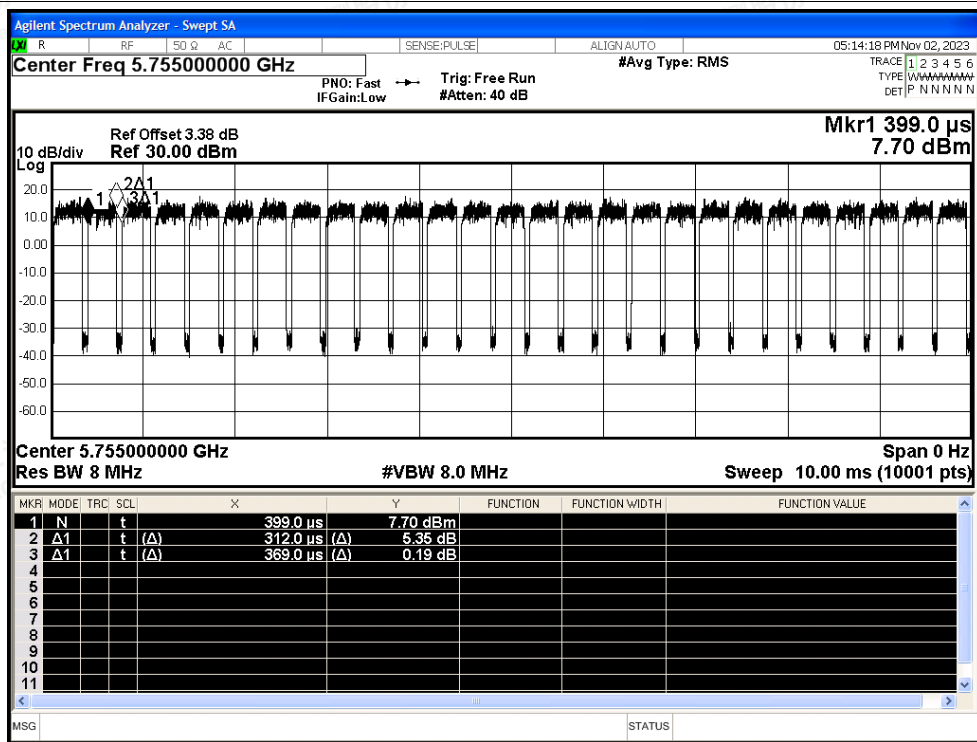 Agilent Spectrum Analyzer - Swept SA
LXI R RF 50 Ω AC SENSE:PULSE ALIGN AUTO 05:14:18 PM Nov 02, 2023
Center Freq 5.755000000 GHz #Avg Type: RMS TRACE 1 2 3 4 5 6
PNO: Fast Trig: Free Run TYPE
IFGain:Low #Atten: 40 dB DET P N N N N N
Mkr1 399.0 µs
Ref Offset 3.38 dB
10 dB/div Ref 30.00 dBm 7.70 dBm
Log
20.0
1 2Δ1
3Δ1
10.0
0.00
-10.0
-20.0
-30.0
-40.0
-50.0
-60.0
Center 5.755000000 GHz Span 0 Hz
Res BW 8 MHz #VBW 8.0 MHz Sweep 10.00 ms (10001 pts)
MKR MODE TRC SCL X Y FUNCTION FUNCTION WIDTH FUNCTION VALUE
1 N t 399.0 µs 7.70 dBm
2 Δ1 t (Δ) 312.0 µs (Δ) 5.35 dB
3 Δ1 t (Δ) 369.0 µs (Δ) 0.19 dB
4
5
6
7
8
9
10
11
MSG STATUS